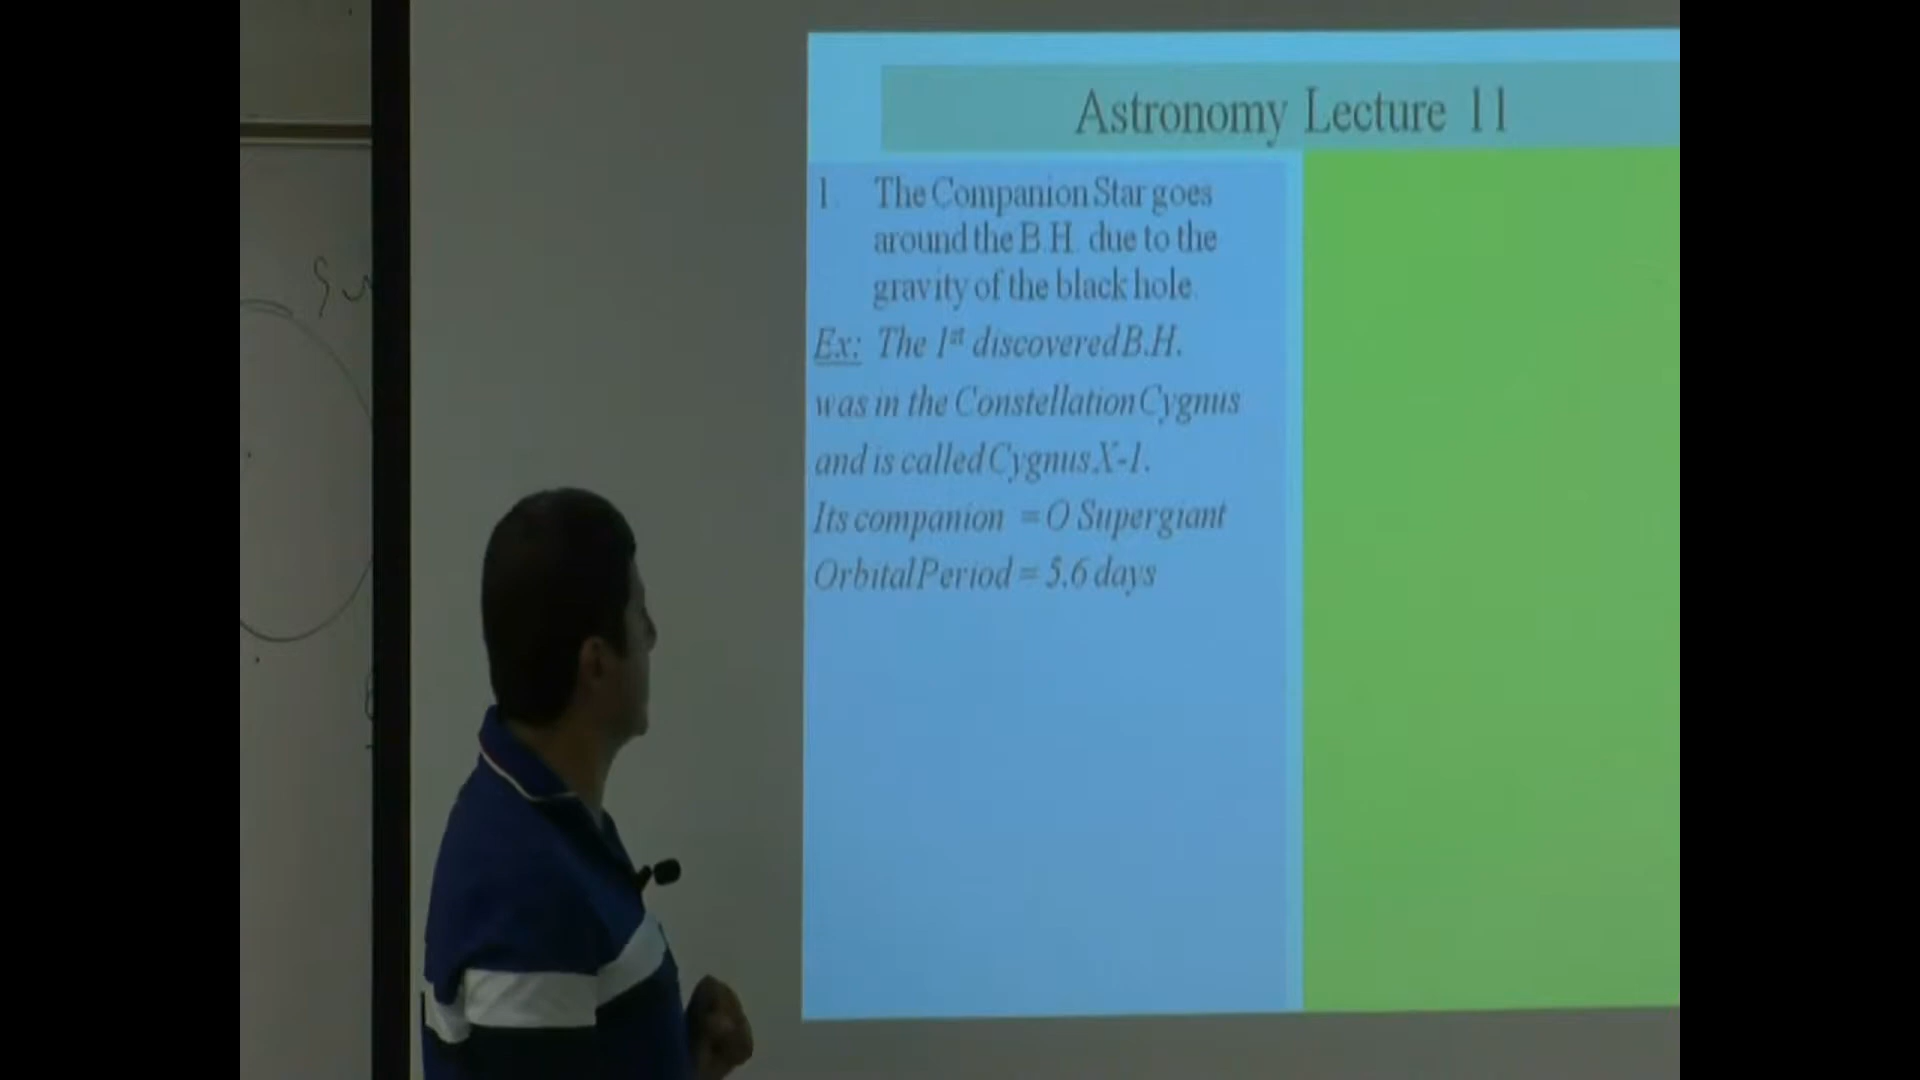 Astronomy Lecture 11
1. The Companion Star goes
around the B.H. due to the
gravity of the black hole.
Ex: The 1st discovered B.H.
was in the Constellation Cygnus
and is called Cygnus X-1.
Its companion = O Supergiant
Orbital Period = 5.6 days